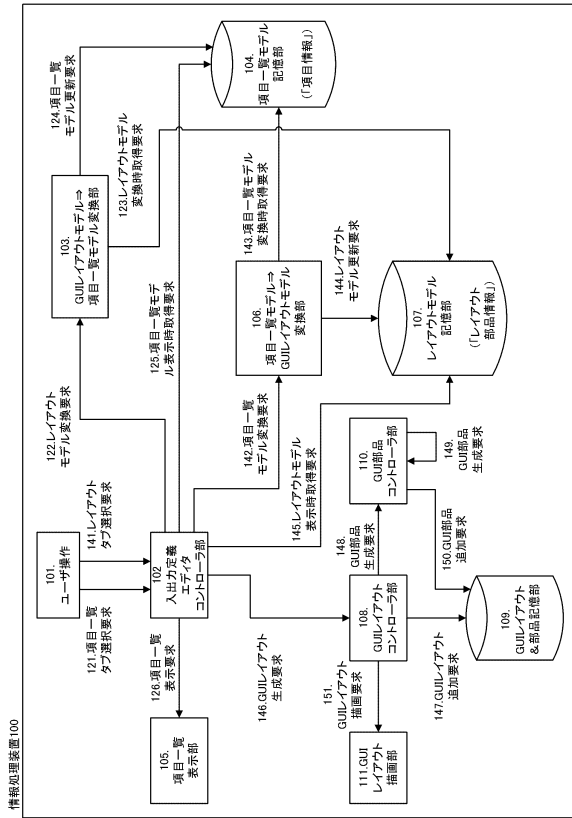 情報処理装置100
101.
ユーザ操作
121.項目一覧
タブ選択要求
141.レイアウト
タブ選択要求
102
入出力定義
エディタ
コントローラ部
122.レイアウト
モデル変換要求
103.
GUIレイアウトモデル⇒
項目一覧モデル変換部
124.項目一覧
モデル更新要求
123.レイアウトモデル
変換時取得要求
104.
項目一覧モデル
記憶部
(「項目情報」)
125.項目一覧モデ
ル表示時取得要求
126.項目一覧
表示要求
105.
項目一覧
表示部
142.項目一覧
モデル変換要求
106.
項目一覧モデル⇒
GUIレイアウトモデル
変換部
143.項目一覧モデル
変換時取得要求
144.レイアウト
モデル更新要求
107.
レイアウトモデル
記憶部
(「レイアウト
部品情報」)
145.レイアウトモデル
表示時取得要求
146.GUIレイアウト
生成要求
108.
GUIレイアウト
コントローラ部
148.
GUI部品
生成要求
110.
GUI部品
コントローラ部
149.
GUI部品
生成要求
150.GUI部品
追加要求
151.
GUIレイアウト
描画要求
147.GUIレイアウト
追加要求
111.GUI
レイアウト
描画部
109.
GUIレイアウト
&部品記憶部